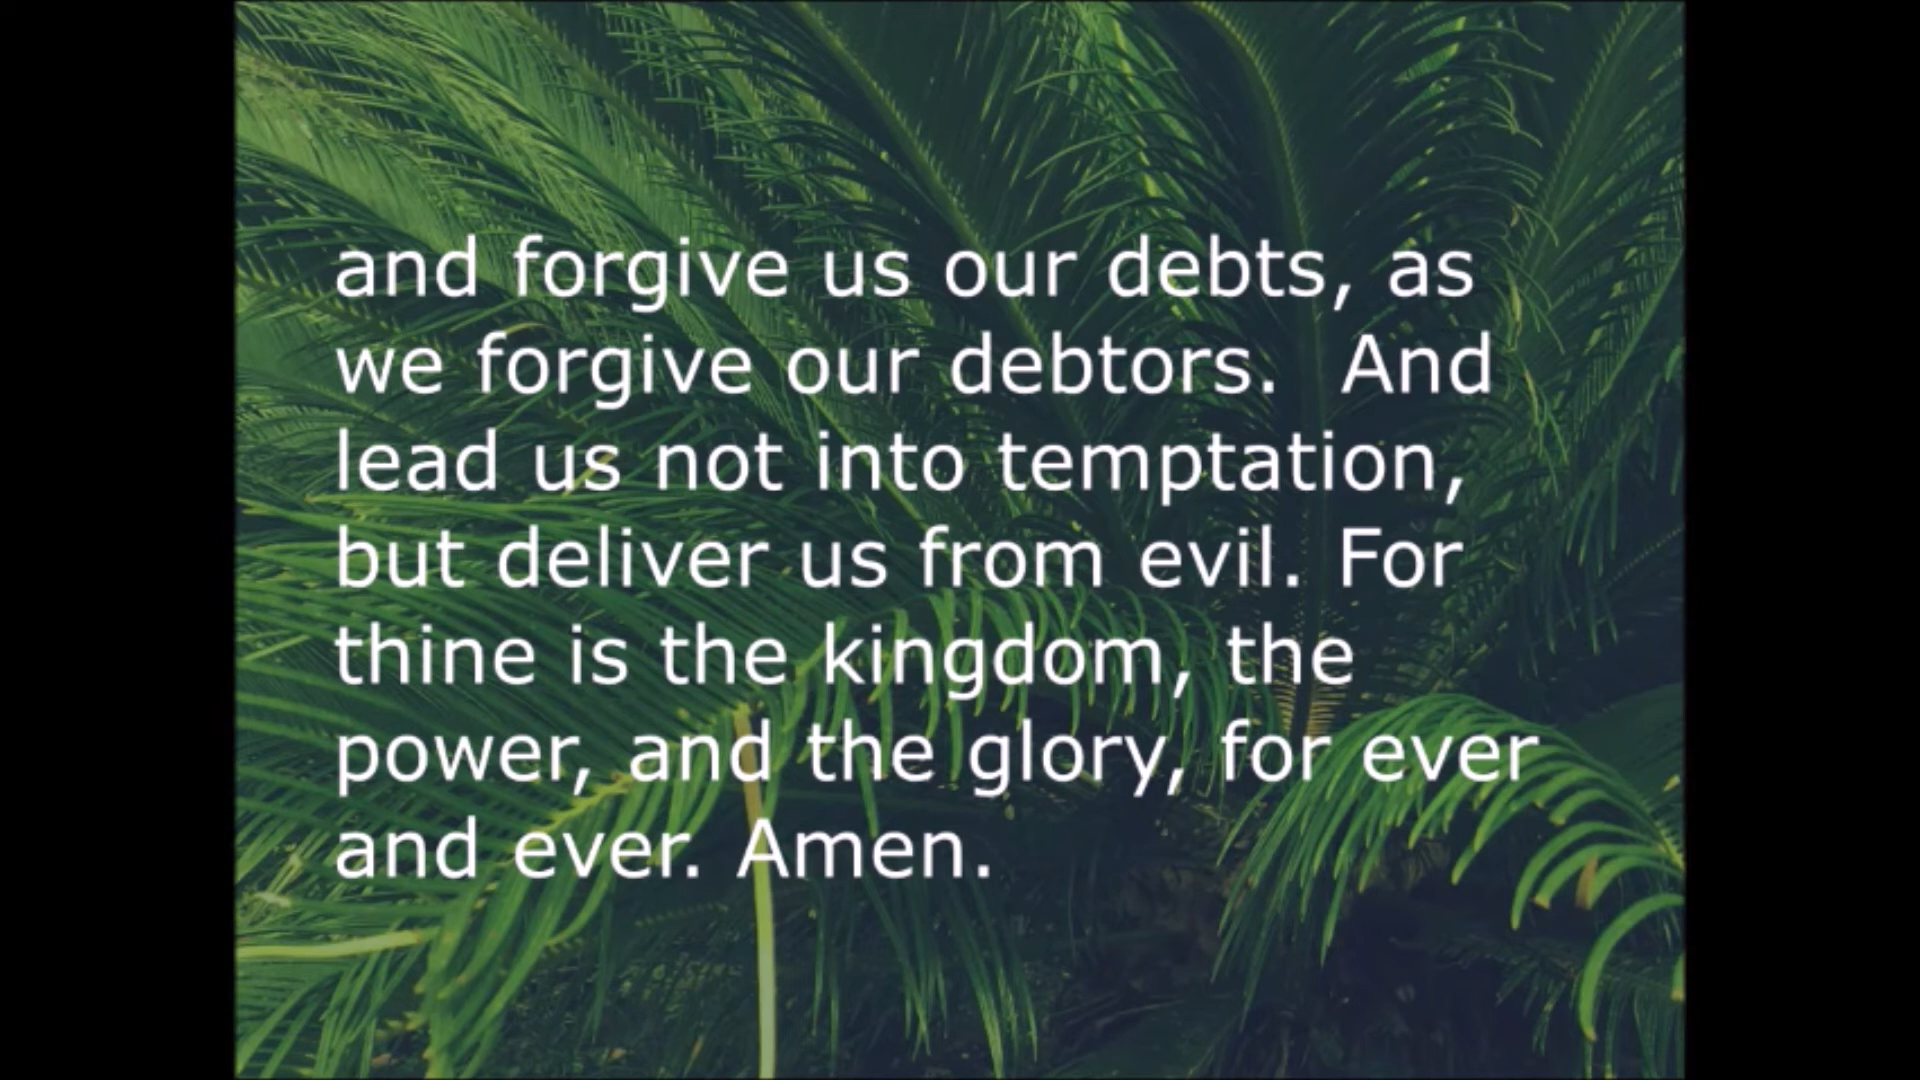 and forgive us our debts, as
we forgive our debtors.  And
lead us not into temptation,
but deliver us from evil. For
thine is the kingdom, the
power, and the glory, for ever
and ever. Amen.